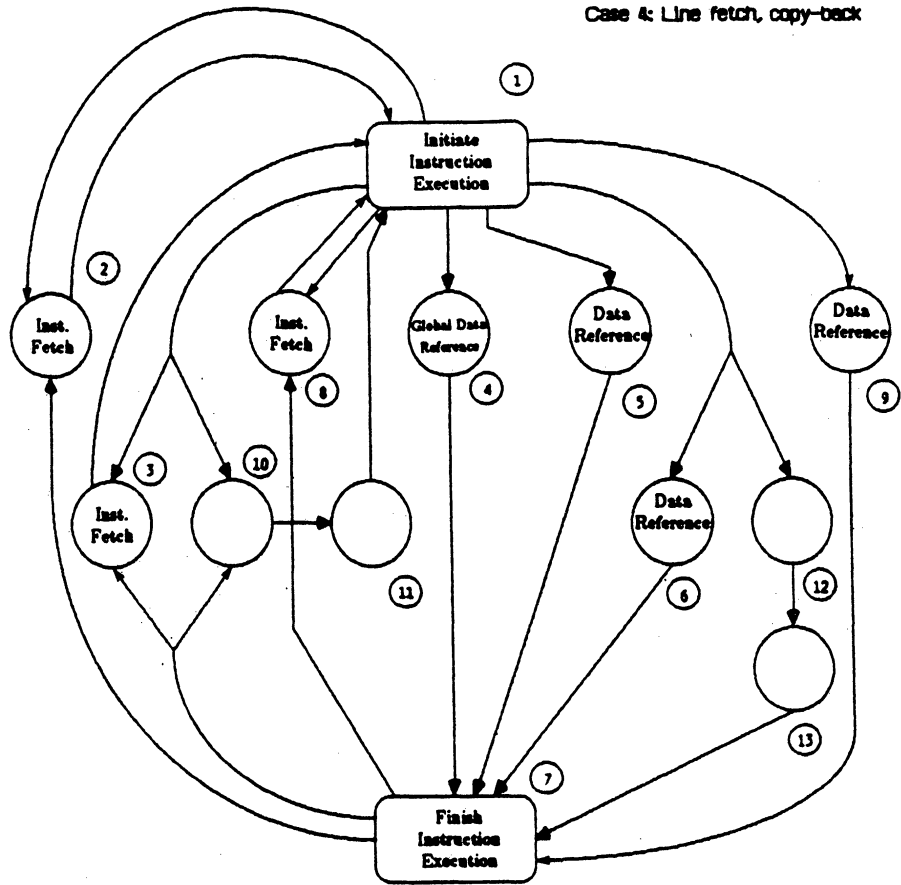 Case 4: Line fetch, copy-back
1
Initiate
Instruction
Execution
2
Inst.
Fetch
Inst.
Fetch
8
Global Data
Reference
4
Data
Reference
5
Data
Reference
9
3
Inst.
Fetch
10
11
Data
Reference
6
12
13
7
Finish
Instruction
Execution